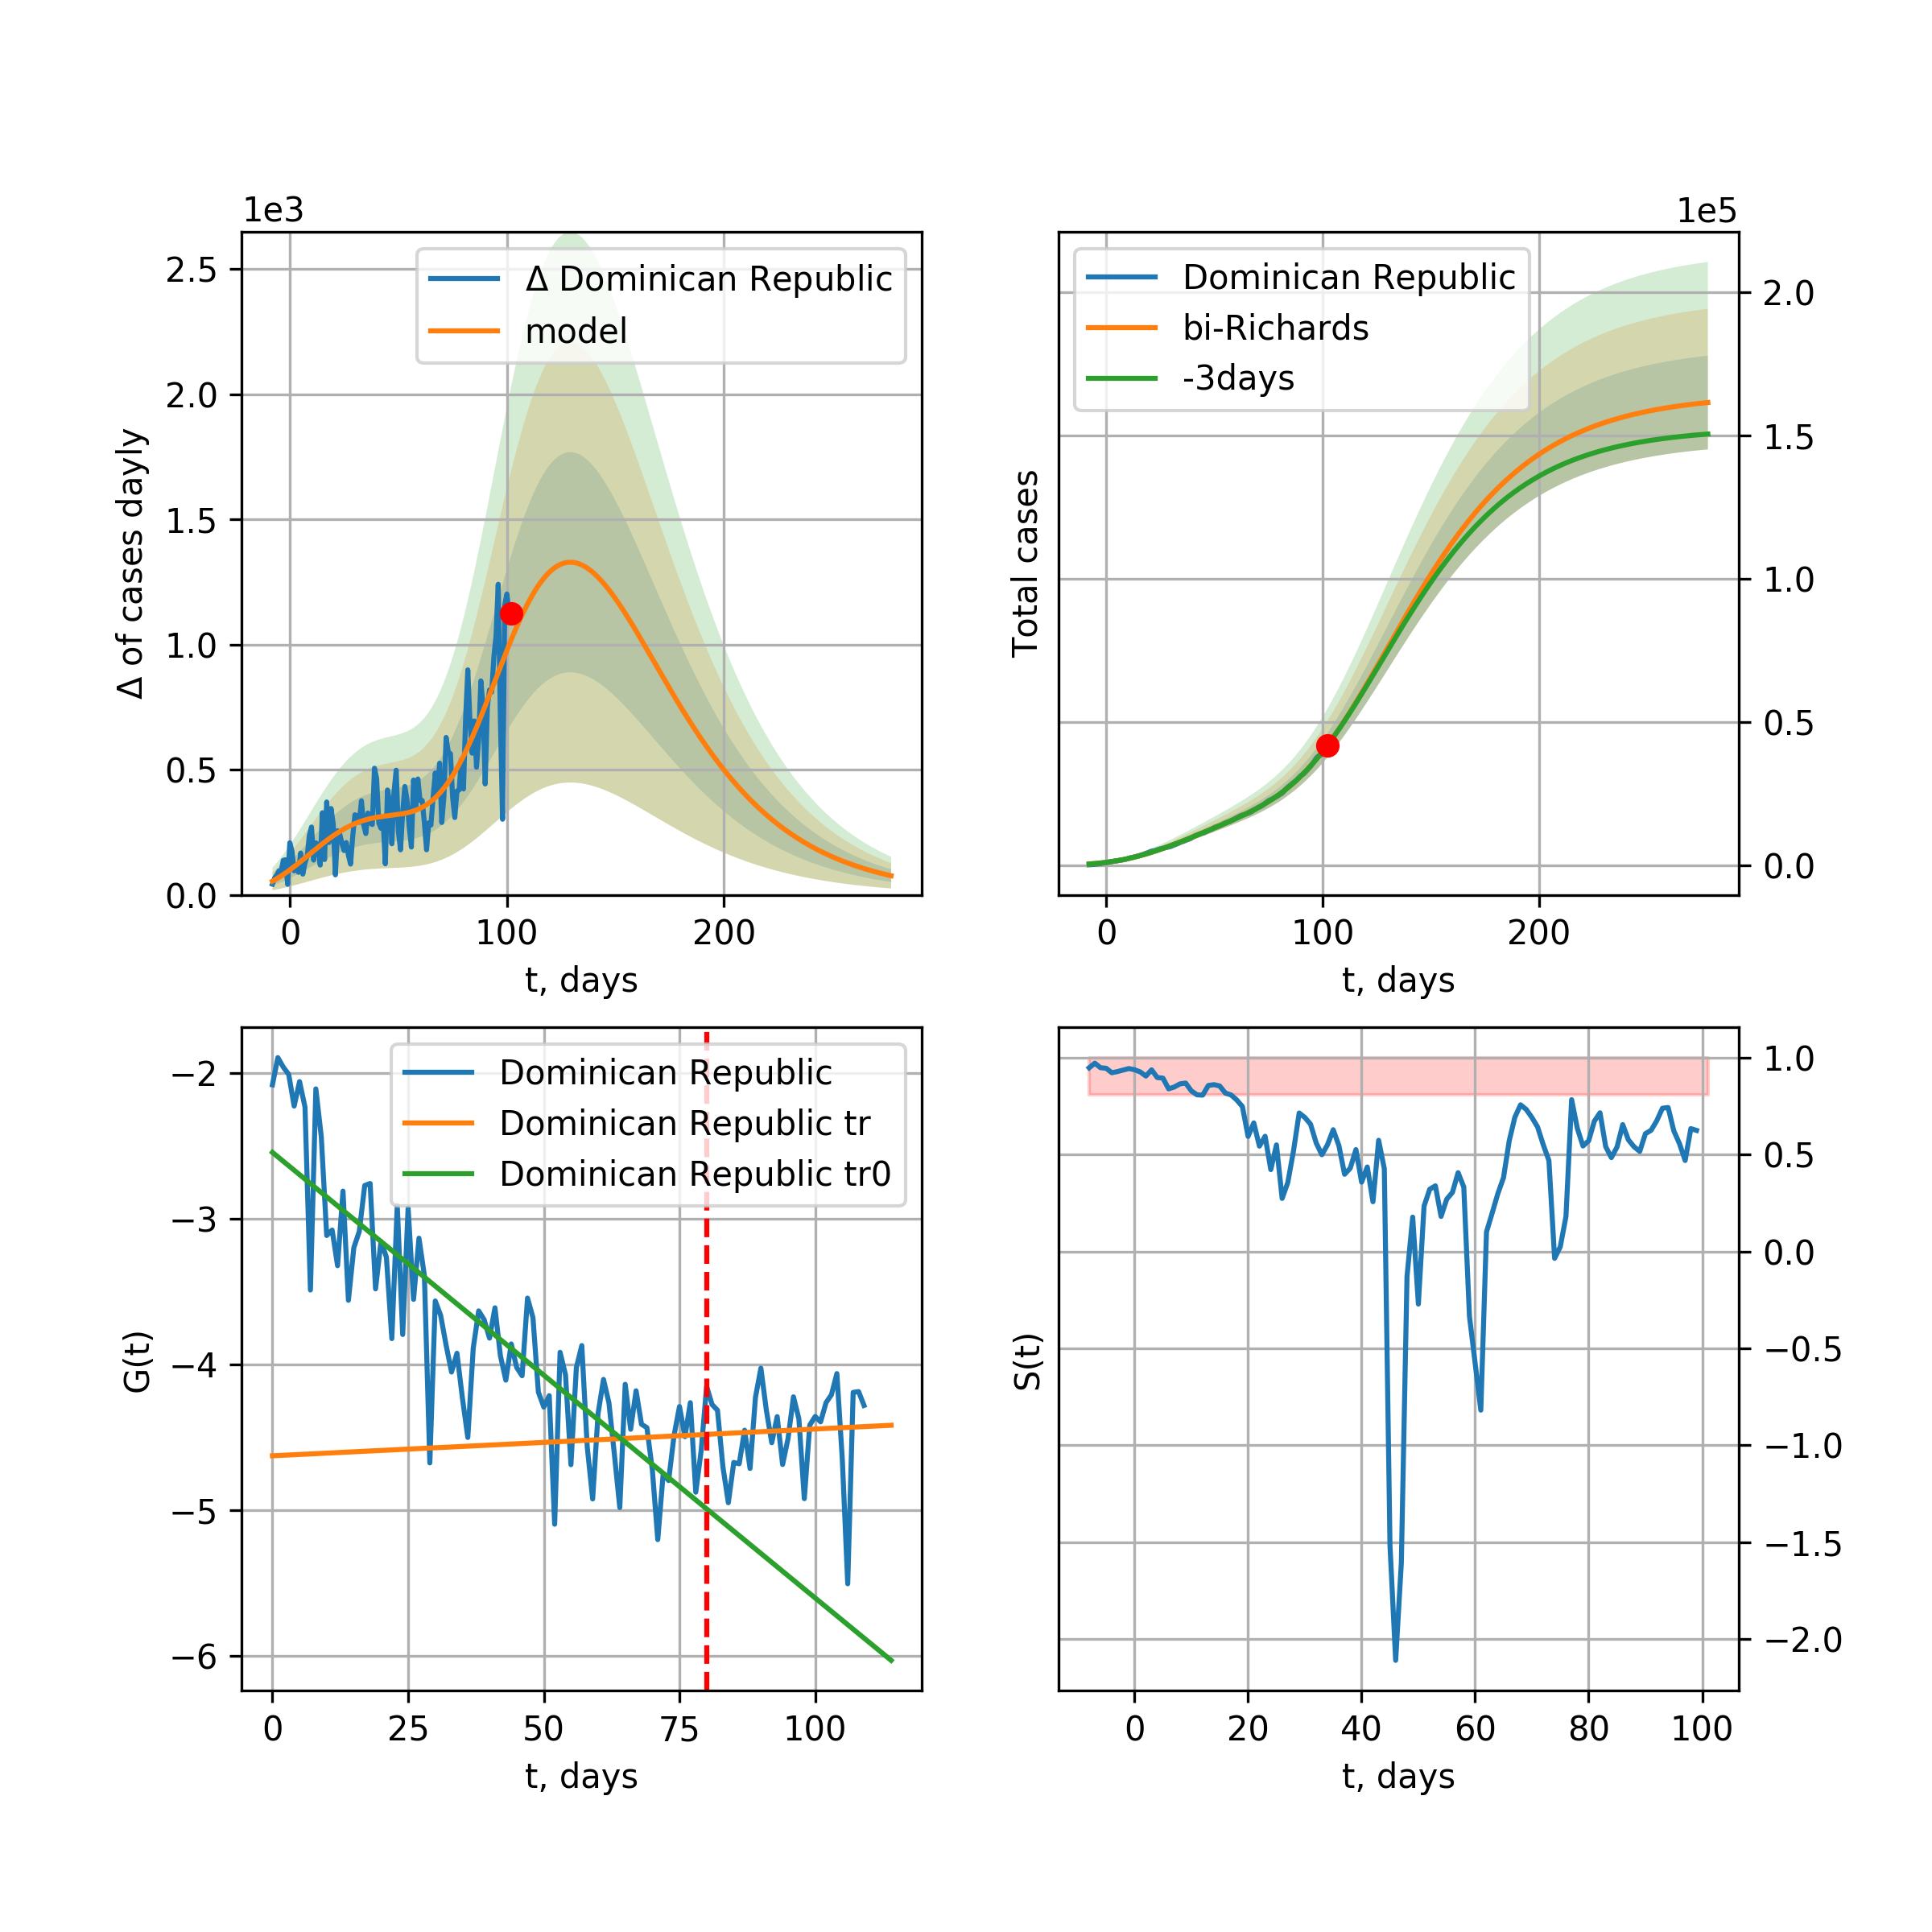 1e3
2.5
2.0
1.5
1.0
0.5
0.0
Δ of cases dayly
Δ Dominican Republic
model
0
100
200
t, days
1e5
2.0
1.5
1.0
0.5
0.0
Total cases
Dominican Republic
bi-Richards
-3days
0
100
200
t, days
−2
−3
−4
−5
−6
G(t)
Dominican Republic
Dominican Republic tr
Dominican Republic tr0
0
25
50
75
100
t, days
1.0
0.5
0.0
−0.5
−1.0
−1.5
−2.0
S(t)
0
20
40
60
80
100
t, days